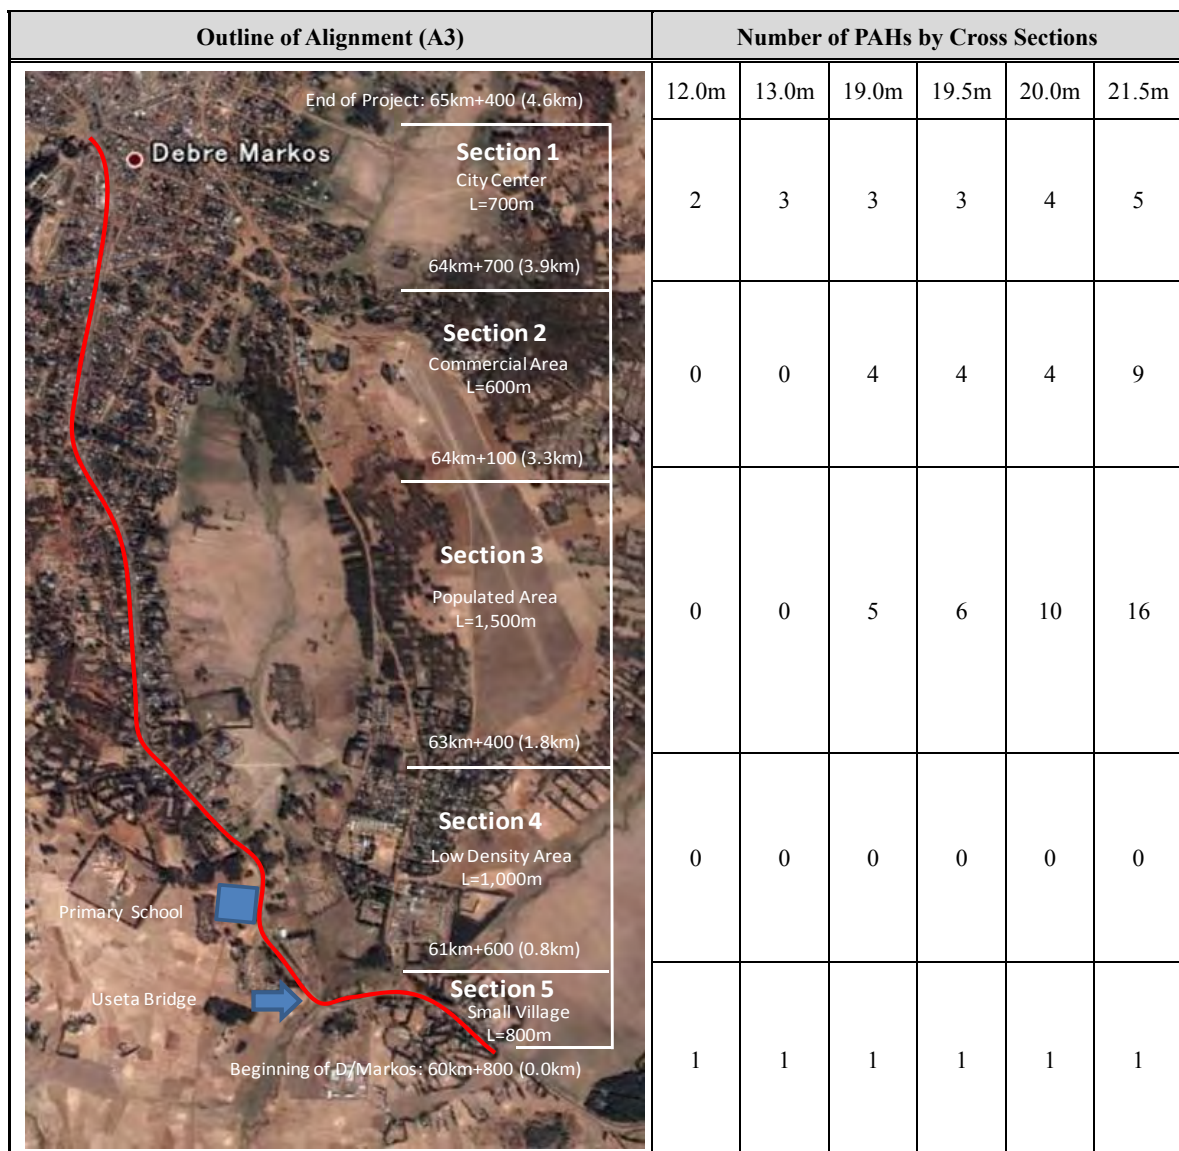 Outline of Alignment (A3)
Number of PAHs by Cross Sections
12.0m 13.0m 19.0m 19.5m 20.0m 21.5m
End of Project: 65km+400 (4.6km)
Debre Markos
Section 1
City Center
L=700m
2 3 3 3 4 5
64km+700 (3.9km)
Section 2
Commercial Area
L=600m
0 0 4 4 4 9
64km+100 (3.3km)
Section 3
Populated Area
L=1,500m
0 0 5 6 10 16
63km+400 (1.8km)
Section 4
Low Density Area
L=1,000m
0 0 0 0 0 0
Primary School
61km+600 (0.8km)
Useta Bridge
Section 5
Small Village
L=800m
1 1 1 1 1 1
Beginning of D/Markos: 60km+800 (0.0km)